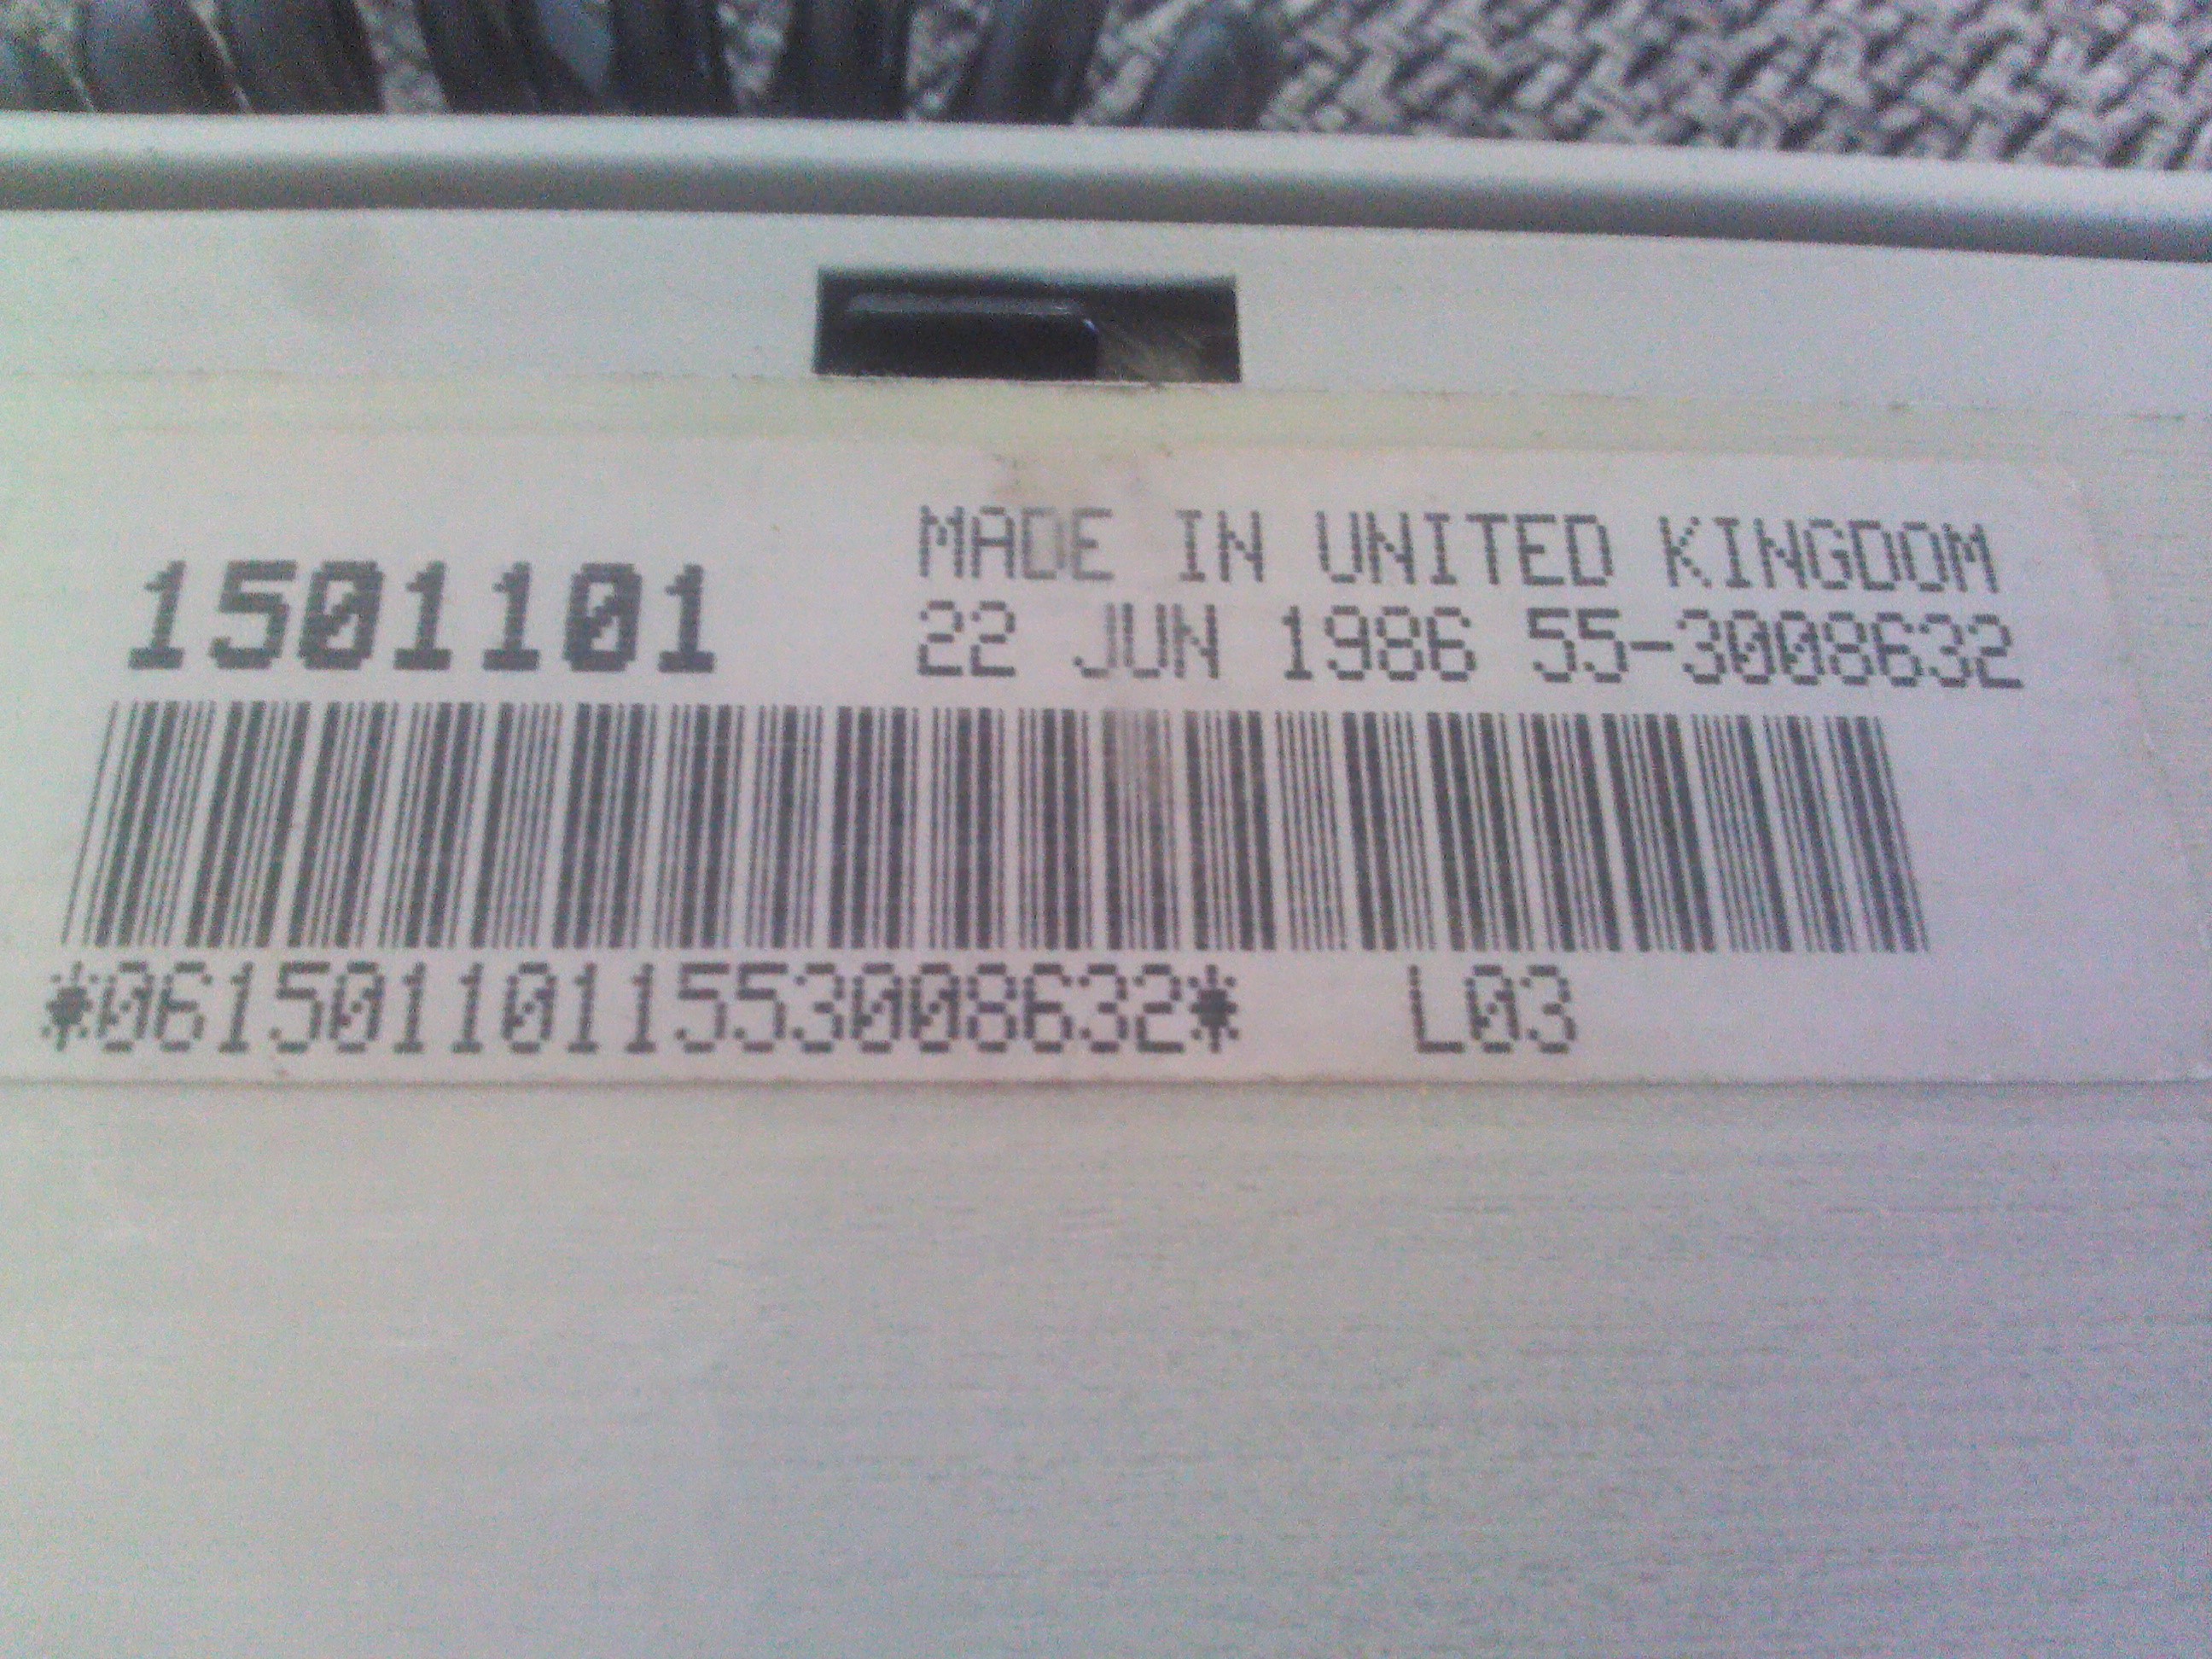 1501101
MADE IN UNITED KINGDOM
22 JUN 1986 55-3008632
*0615011011553008632* L03